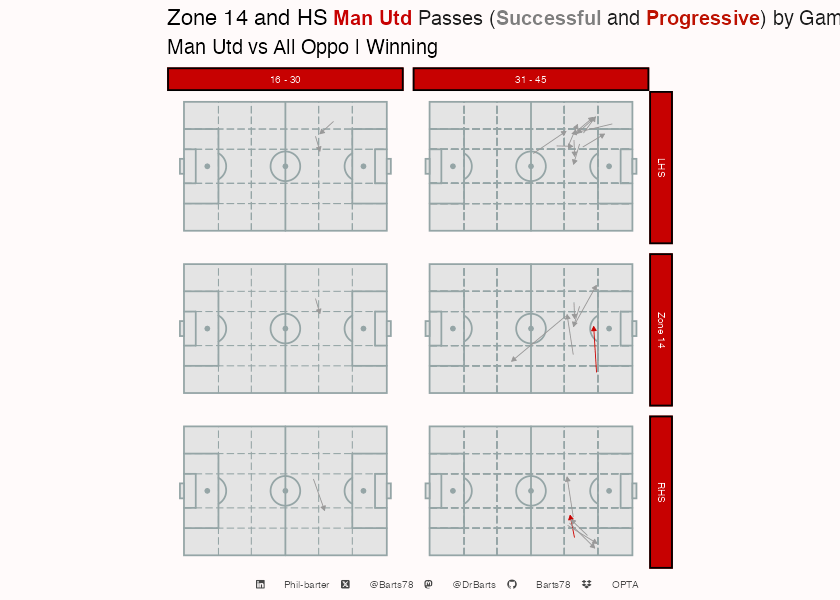 Zone 14 and HS Man Utd Passes (Successful and Progressive) by Gam
Man Utd vs All Oppo | Winning
16 - 30
31 - 45
LHS
Zone 14
RHS
Phil-barter @Barts78 @DrBarts Barts78 OPTA